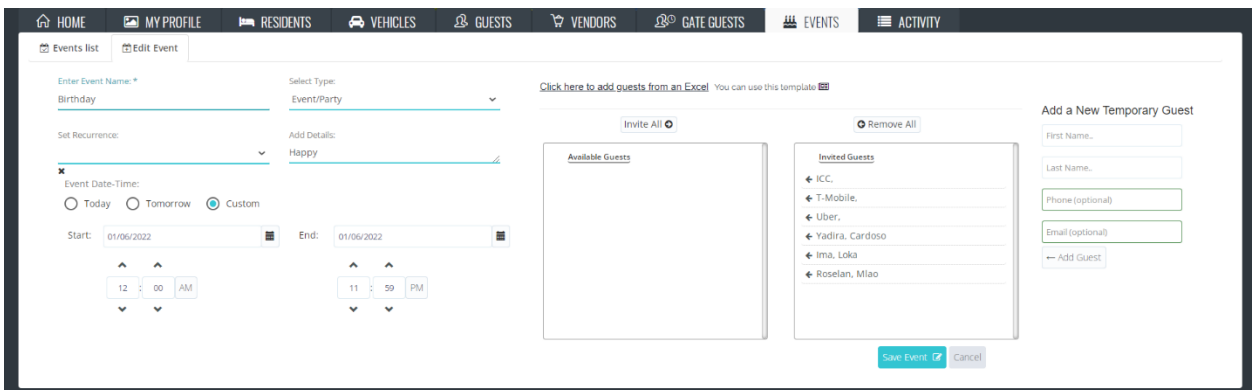 HOME MY PROFILE RESIDENTS VEHICLES GUESTS VENDORS GATE GUESTS EVENTS ACTIVITY
Events list Edit Event
Enter Event Name:*
Birthday
Select Type:
Event/Party
Set Recurrence:
Add Details:
Happy
Event Date-Time:
Today Tomorrow Custom
Start: 01/06/2022 End: 01/06/2022
12 : 00 AM 11 : 59 PM
Click here to add guests from an Excel You can use this template
Invite All Remove All
Available Guests
Invited Guests
ICC,
T-Mobile,
Uber,
Yadira. Cardoso
Ima, Loka
Roselan, Mlao
Save Event Cancel
Add a New Temporary Guest
First Name..
Last Name..
Phone (optional)
Email (optional)
← Add Guest